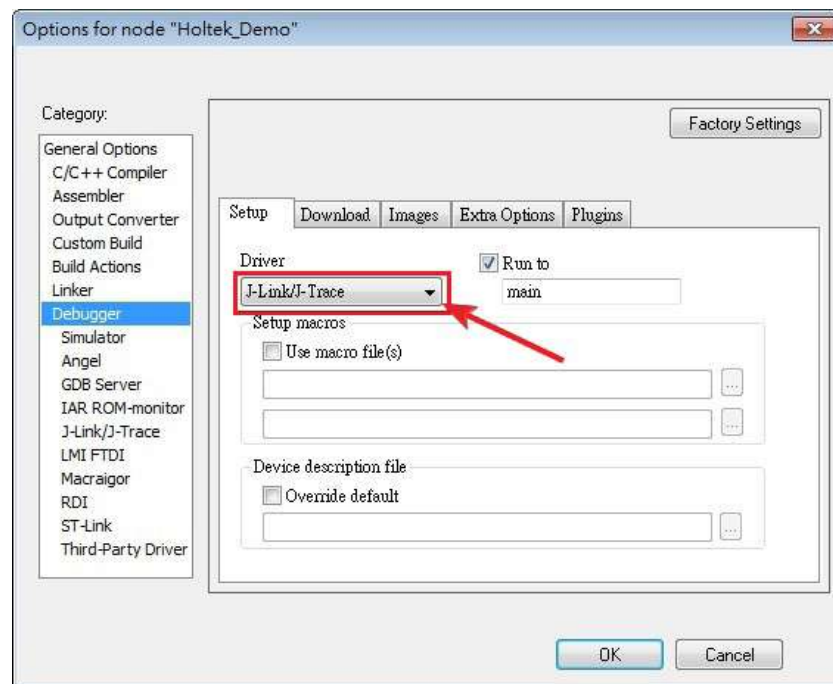 Options for node "Holtek_Demo"
Category:
Factory Settings
General Options
C/C++ Compiler
Assembler
Output Converter
Custom Build
Build Actions
Linker
Debugger
Simulator
Angel
GDB Server
IAR ROM-monitor
J-Link/J-Trace
LMI FTDI
Macraigor
RDI
ST-Link
Third-Party Driver
Setup Download Images Extra Options Plugins
Driver
J-Link/J-Trace
Run to
main
Setup macros
Use macro file(s)
...
...
Device description file
Override default
...
OK Cancel